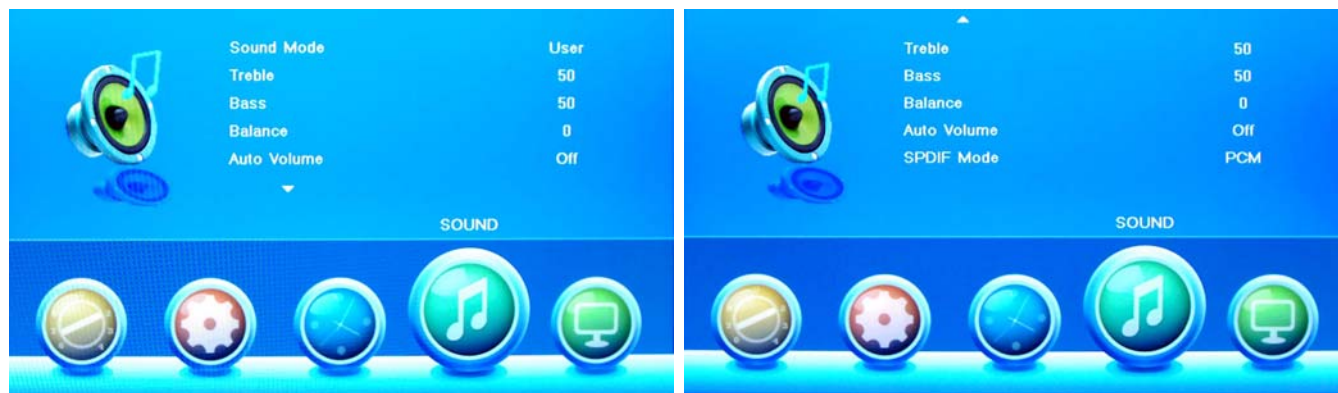 Sound Mode User
Treble 50
Bass 50
Balance 0
Auto Volume Off
SOUND
Treble 50
Bass 50
Balance 0
Auto Volume Off
SPDIF Mode PCM
SOUND